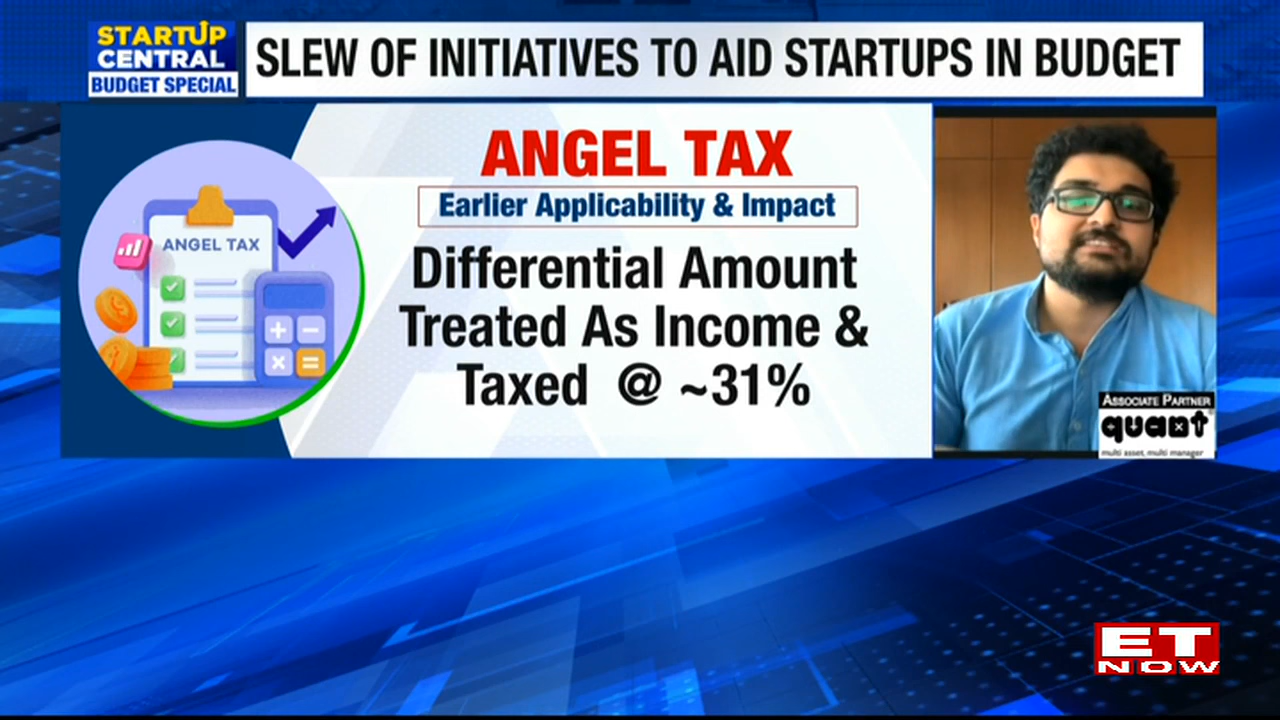 STARTUP
CENTRAL
BUDGET SPECIAL
SLEW OF INITIATIVES TO AID STARTUPS IN BUDGET
ANGEL TAX
Earlier Applicability & Impact
Differential Amount
Treated As Income &
Taxed @ ~31%
ANGEL TAX
ASSOCIATE PARTNER
quant
multi asset, multi manager
ET
NOW